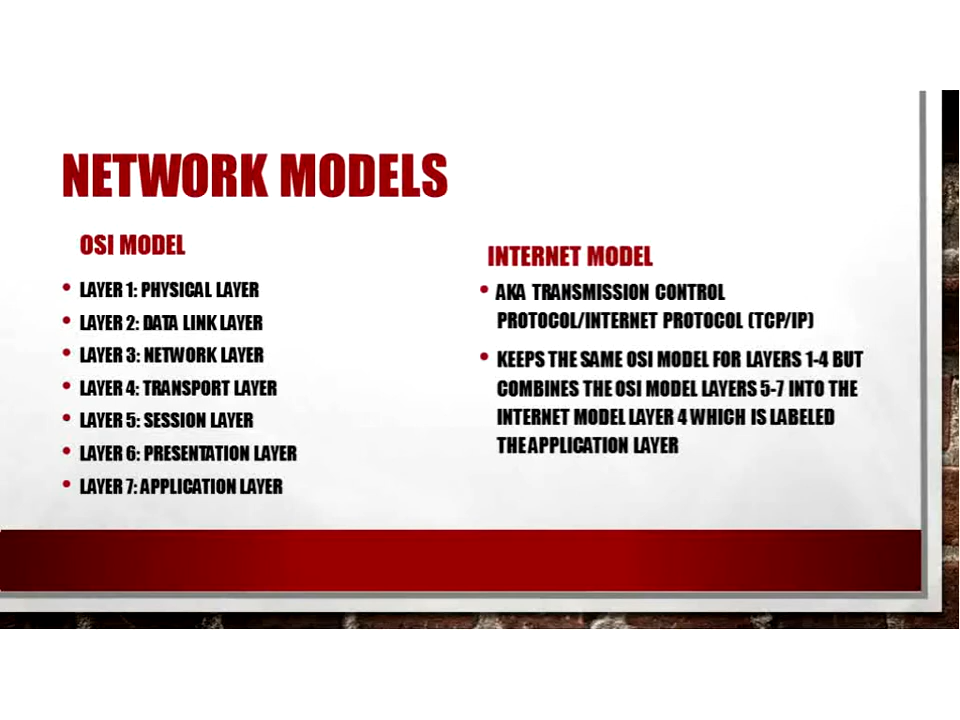 NETWORK MODELS
OSI MODEL
LAYER 1: PHYSICAL LAYER
LAYER 2: DATA LINK LAYER
LAYER 3: NETWORK LAYER
LAYER 4: TRANSPORT LAYER
LAYER 5: SESSION LAYER
LAYER 6: PRESENTATION LAYER
LAYER 7: APPLICATION LAYER
INTERNET MODEL
AKA TRANSMISSION CONTROL
PROTOCOL/INTERNET PROTOCOL (TCP/IP)
KEEPS THE SAME OSI MODEL FOR LAYERS 1-4 BUT
COMBINES THE OSI MODEL LAYERS 5-7 INTO THE
INTERNET MODEL LAYER 4 WHICH IS LABELED
THE APPLICATION LAYER